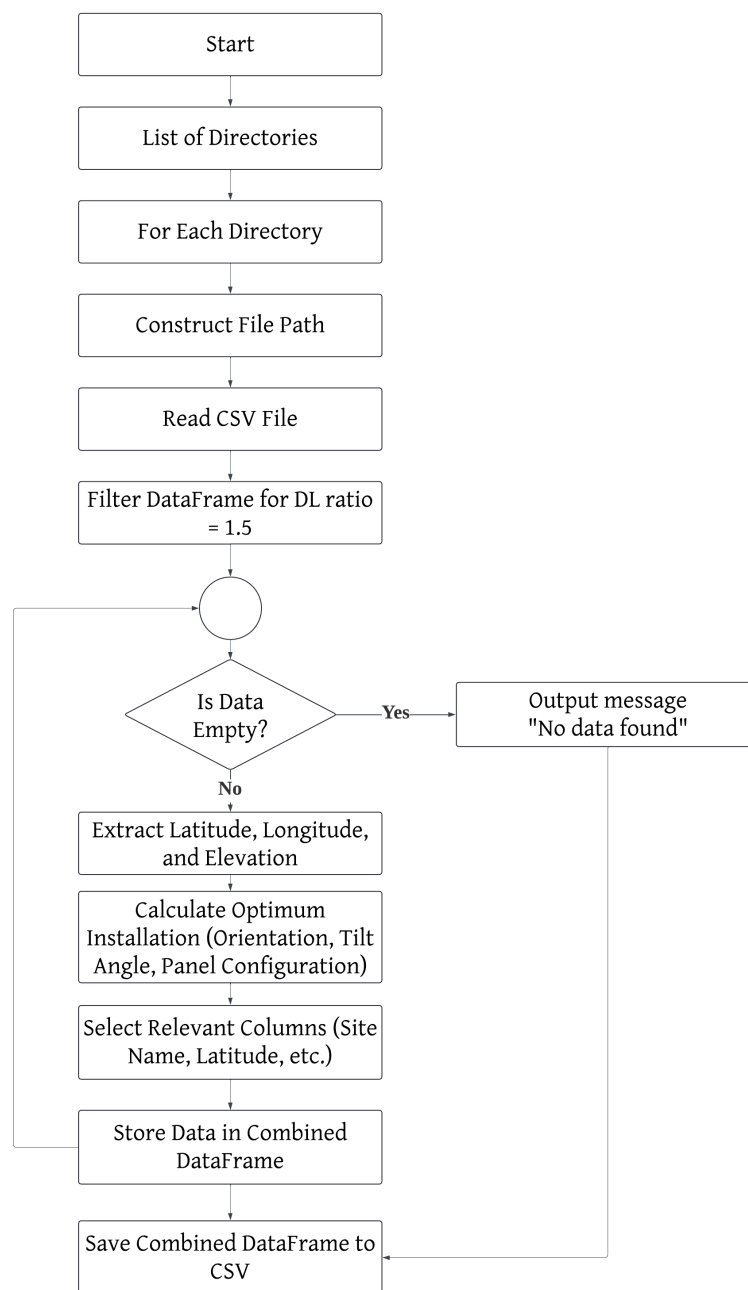 Start
List of Directories
For Each Directory
Construct File Path
Read CSV File
Filter DataFrame for DL ratio
= 1.5
Is Data
Empty?
Yes
Output message
"No data found"
No
Extract Latitude, Longitude,
and Elevation
Calculate Optimum
Installation (Orientation, Tilt
Angle, Panel Configuration)
Select Relevant Columns (Site
Name, Latitude, etc.)
Store Data in Combined
DataFrame
Save Combined DataFrame to
CSV